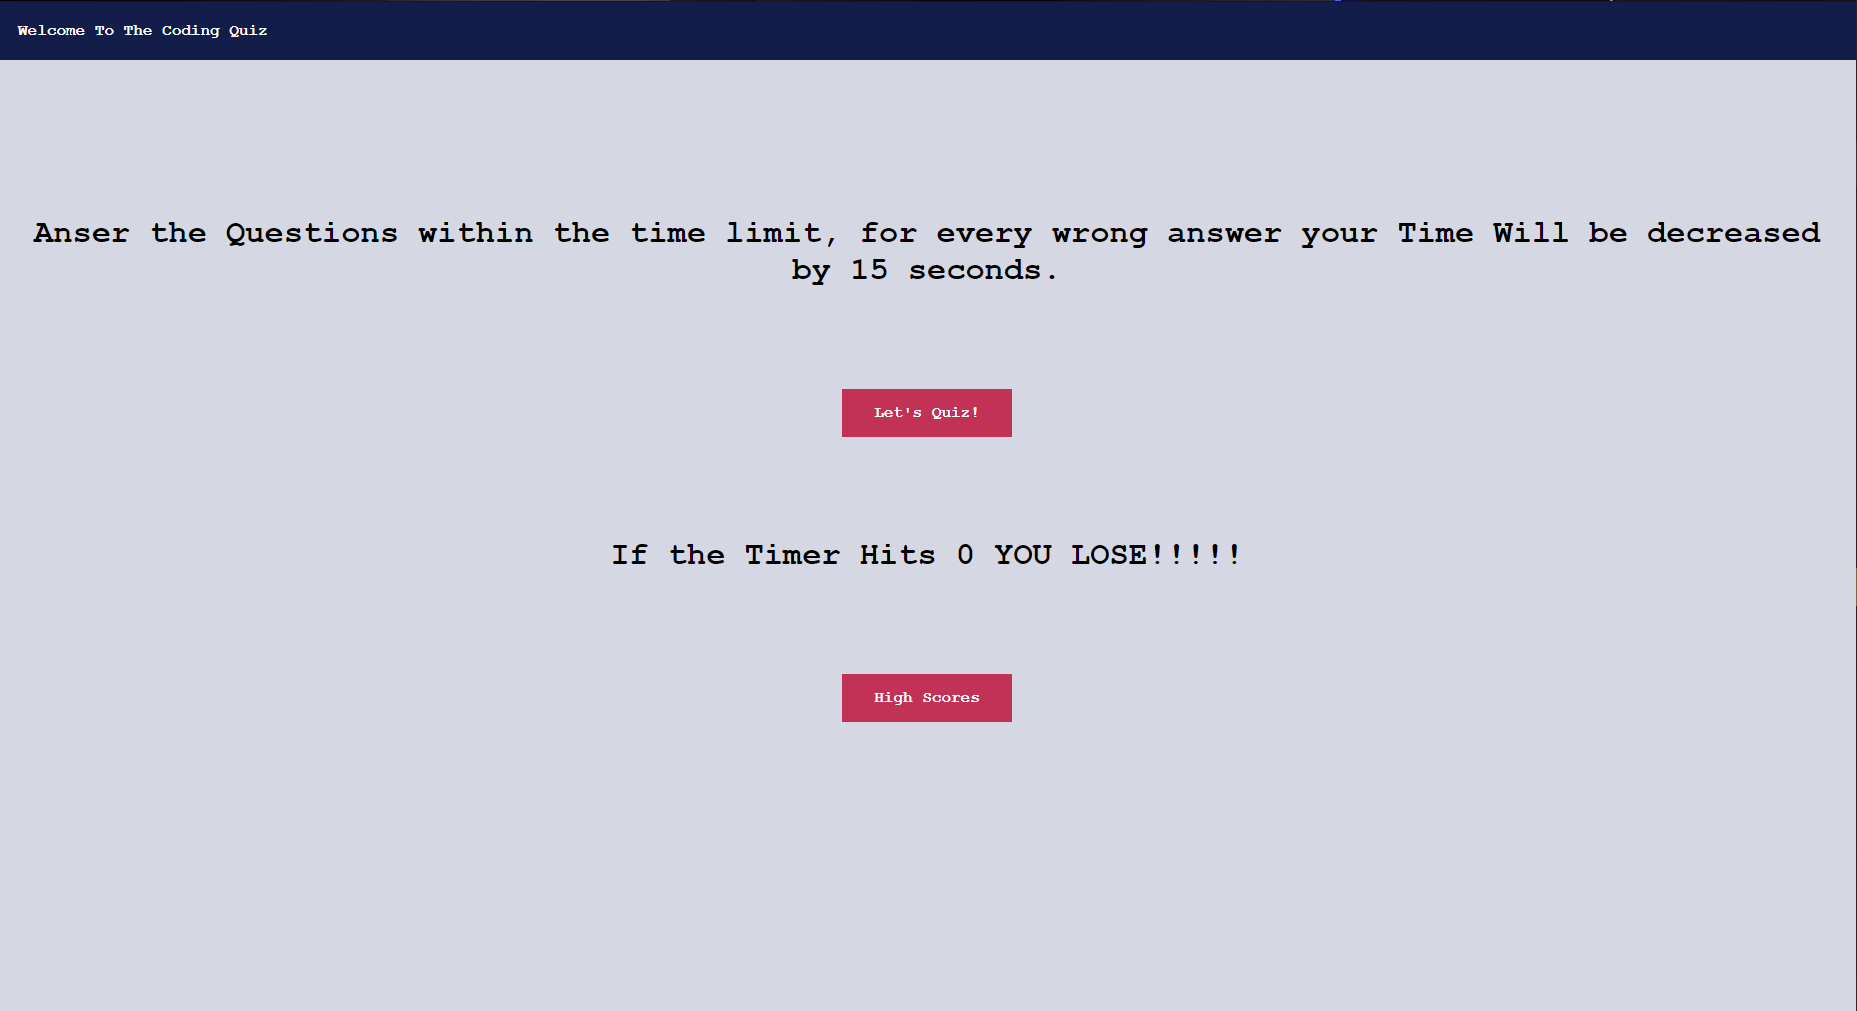 Welcome To The Coding Quiz
Anser the Questions within the time limit, for every wrong answer your Time Will be decreased
by 15 seconds.
Let's Quiz!
If the Timer Hits 0 YOU LOSE!!!!!
High Scores